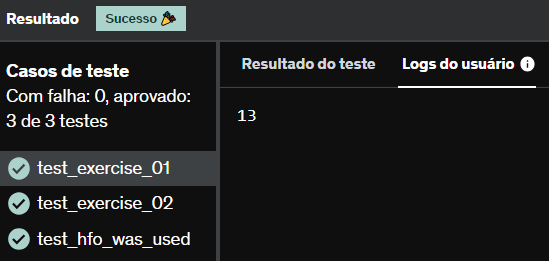 Resultado
Sucesso 🎉
Casos de teste
Com falha: 0, aprovado:
3 de 3 testes
test_exercise_01
test_exercise_02
test_hfo_was_used
Resultado do teste
Logs do usuário
13